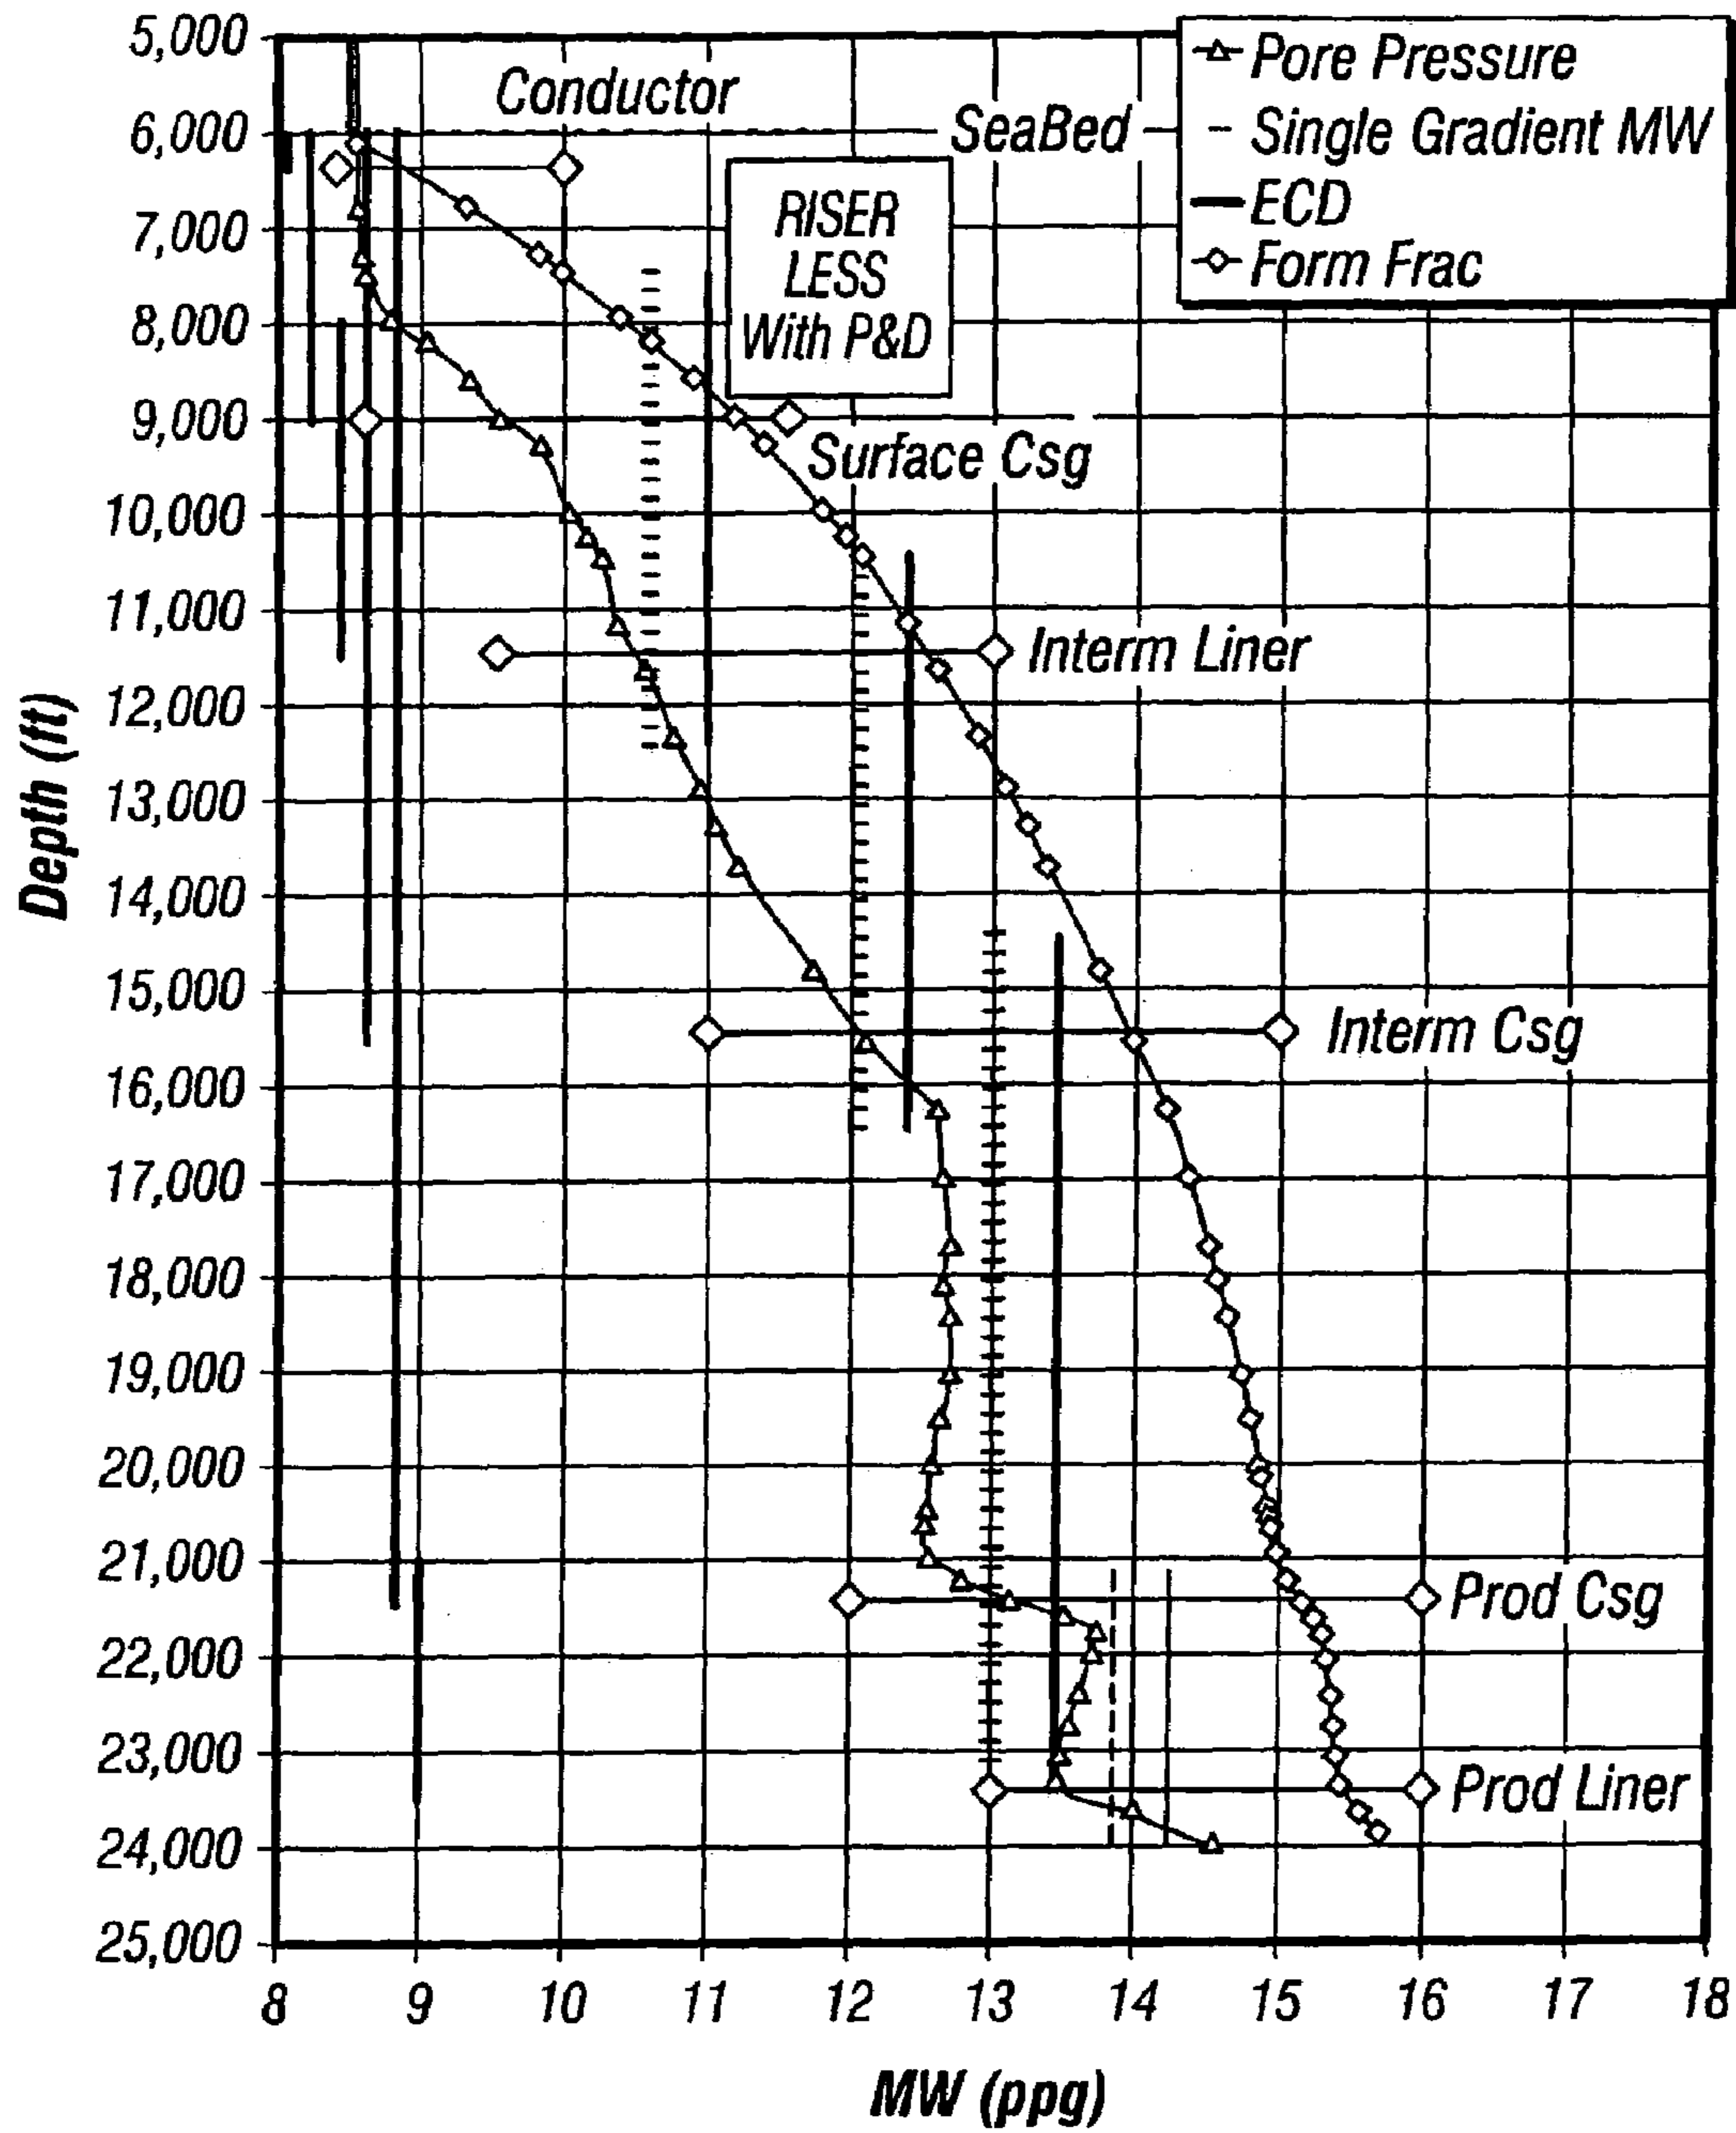 5,000
6,000
7,000
8,000
9,000
10,000
11,000
12,000
13,000
14,000
15,000
16,000
17,000
18,000
19,000
20,000
21,000
22,000
23,000
24,000
25,000
Depth (ft)
8 9 10 11 12 13 14 15 16 17 18
MW (ppg)
Pore Pressure
Single Gradient MW
ECD
Form Frac
Conductor
SeaBed
RISER
LESS
With P&D
Surface Csg
Interm Liner
Interm Csg
Prod Csg
Prod Liner